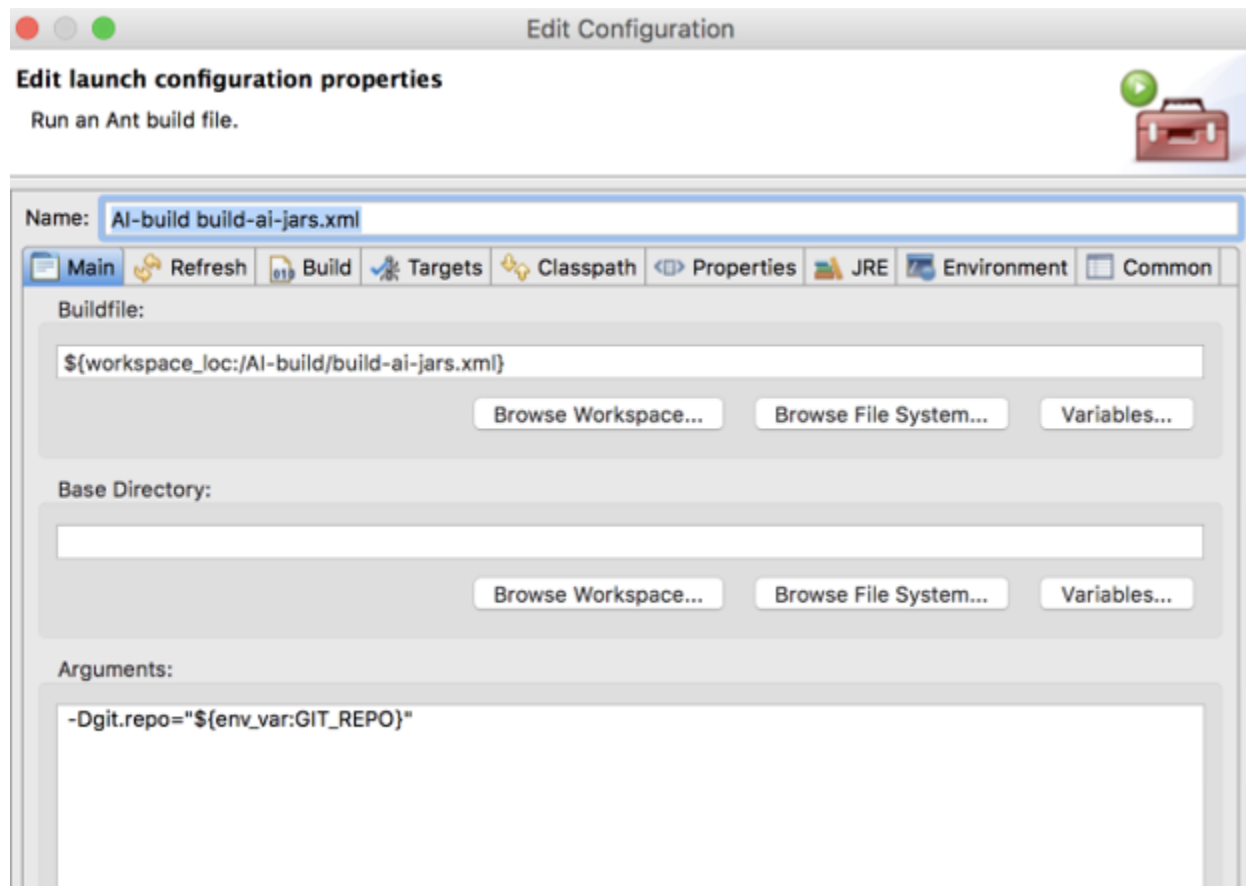 Edit Configuration
Edit launch configuration properties
Run an Ant build file.
Name: AI-build build-ai-jars.xml
Main Refresh Build Targets Classpath Properties JRE Environment Common
Buildfile:
${workspace_loc:/AI-build/build-ai-jars.xml}
Browse Workspace... Browse File System... Variables...
Base Directory:
Browse Workspace... Browse File System... Variables...
Arguments:
-Dgit.repo="${env_var:GIT_REPO}"